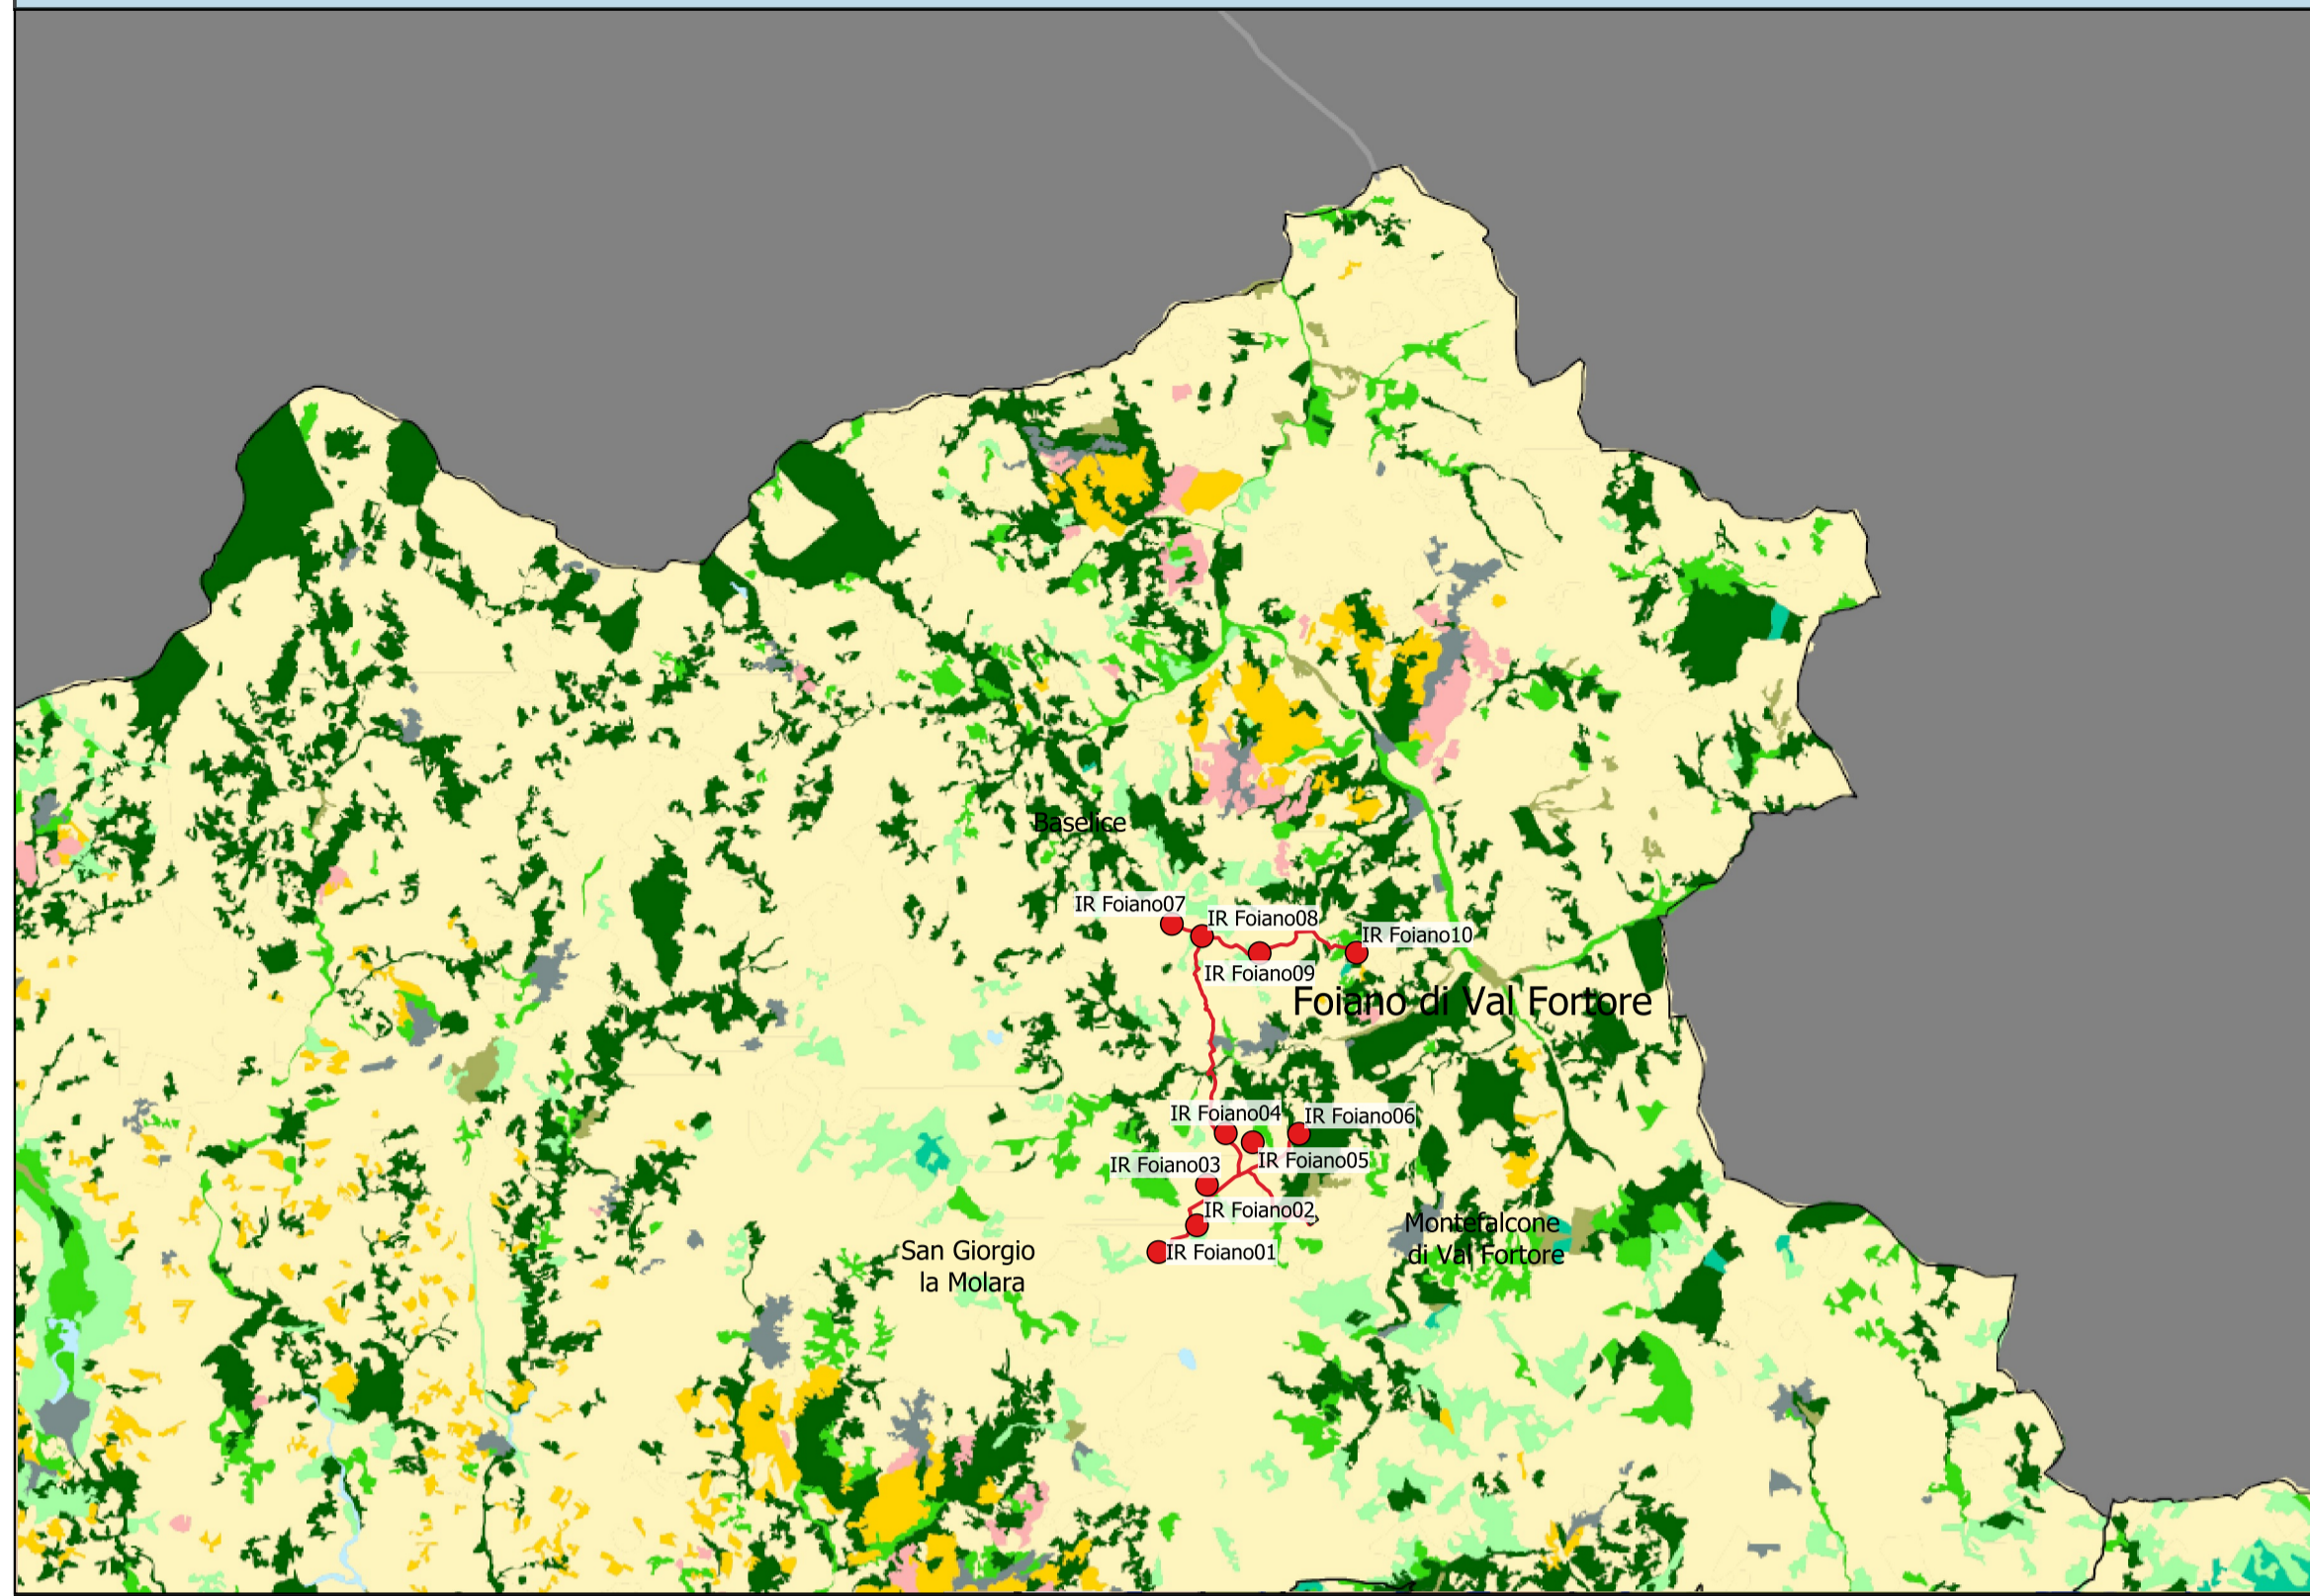 Baselice
IR Foiano07
IR Foiano08
IR Foiano10
IR Foiano09
Foiano di Val Fortore
IR Foiano04
IR Foiano06
IR Foiano05
IR Foiano03
IR Foiano02
Montefalcone
di Val Fortore
IR Foiano01
San Giorgio
la Molara